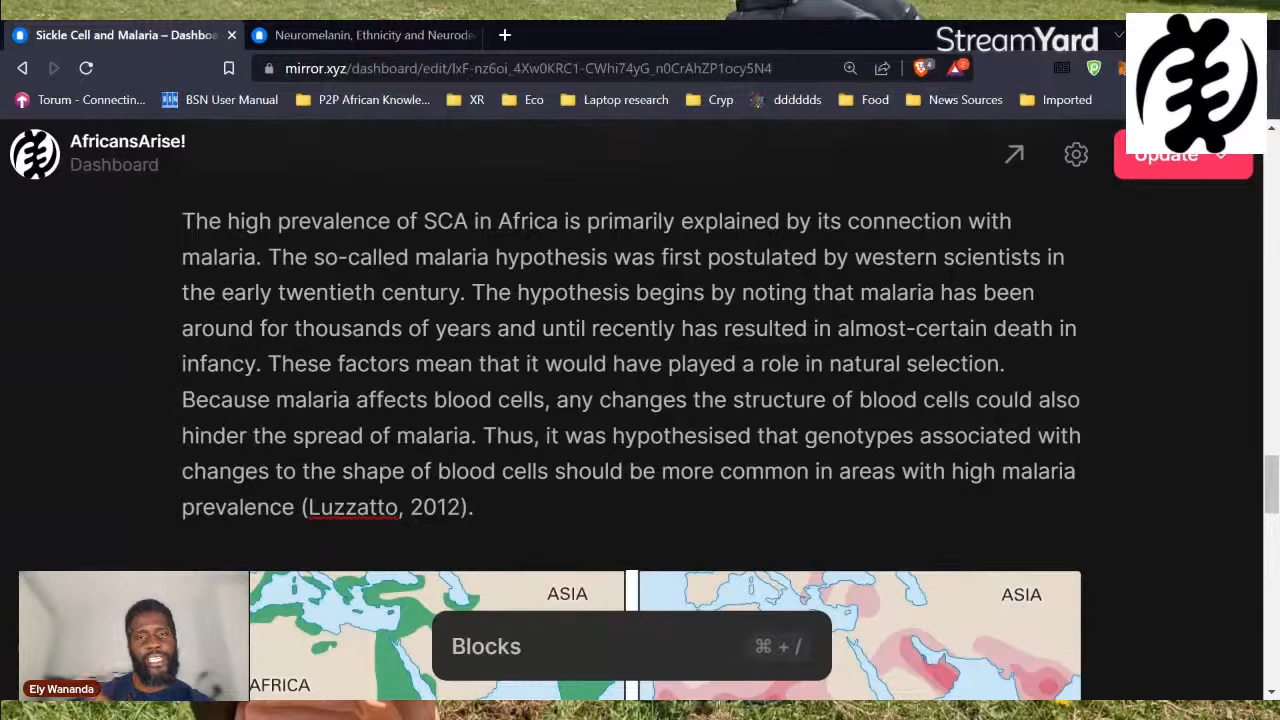 Sickle Cell and Malaria – Dashboa
Neuromelanin, Ethnicity and Neurode
StreamYard
mirror.xyz/dashboard/edit/IxF-nz6oi_4Xw0KRC1-CWhi74yG_n0CrAhZP1ocy5N4
4
2
Torum - Connectin...
BSN User Manual
P2P African Knowle...
XR
Eco
Laptop research
Cryp
dddddds
Food
News Sources
Imported
AfricansArise!
Dashboard
Update
The high prevalence of SCA in Africa is primarily explained by its connection with
malaria. The so-called malaria hypothesis was first postulated by western scientists in
the early twentieth century. The hypothesis begins by noting that malaria has been
around for thousands of years and until recently has resulted in almost-certain death in
infancy. These factors mean that it would have played a role in natural selection.
Because malaria affects blood cells, any changes the structure of blood cells could also
hinder the spread of malaria. Thus, it was hypothesised that genotypes associated with
changes to the shape of blood cells should be more common in areas with high malaria
prevalence (Luzzatto, 2012).
ASIA
ASIA
Blocks
⌘ + /
AFRICA
Ely Wananda